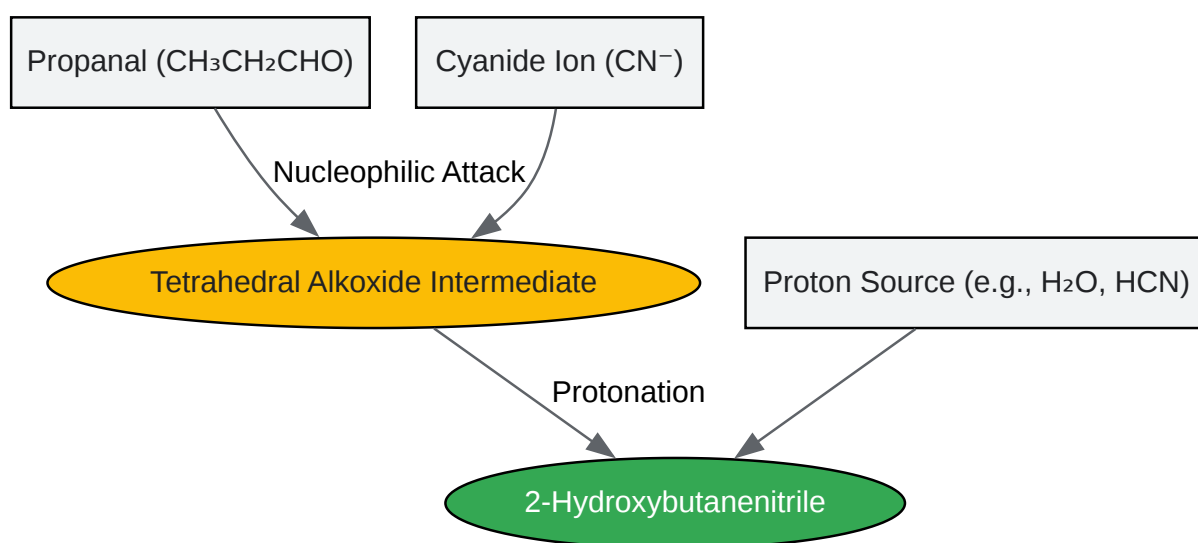 Propanal (CH₃CH₂CHO)
Cyanide Ion (CN⁻)
Nucleophilic Attack
Tetrahedral Alkoxide Intermediate
Proton Source (e.g., H₂O, HCN)
Protonation
2-Hydroxybutanenitrile